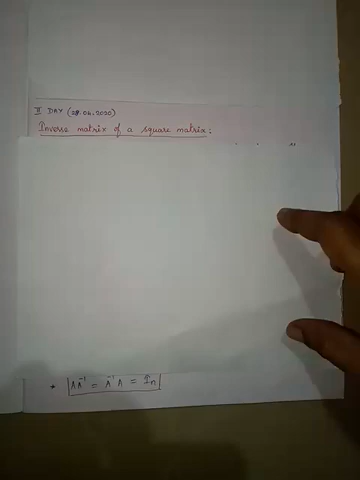 II DAY (28.04.2020)
Inverse matrix of a square matrix:
* AA⁻¹ = A⁻¹A = Iₙ